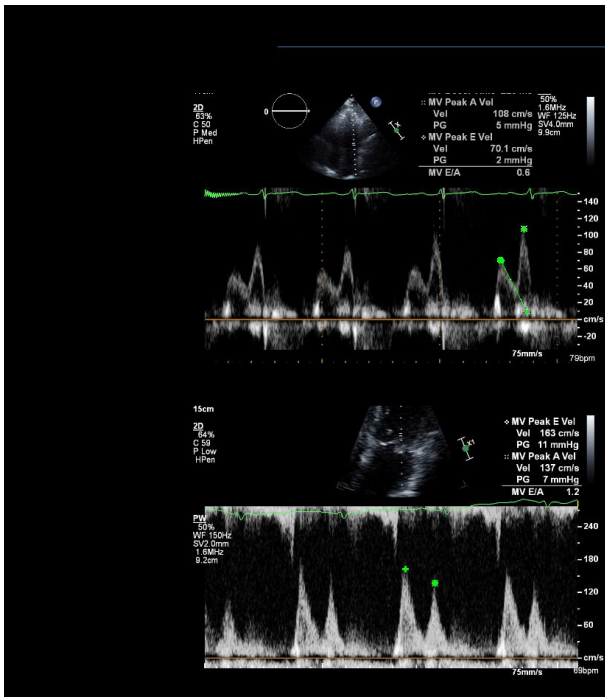 2D
63%
C 50
P Med
HPen
0
X
MV Peak A Vel
Vel 108 cm/s
PG 5 mmHg
MV Peak E Vel
Vel 70.1 cm/s
PG 2 mmHg
MV E/A 0.6
50%
1.6MHz
WF 125Hz
SV4.0mm
9.9cm
140
120
100
80
60
40
20
cm/s
-20
75mm/s
79bpm
15cm
2D
64%
C 59
P Low
HPen
X1
MV Peak E Vel
Vel 163 cm/s
PG 11 mmHg
MV Peak A Vel
Vel 137 cm/s
PG 7 mmHg
MV E/A 1.2
PW
50%
WF 150Hz
SV2.0mm
1.6MHz
9.2cm
240
180
120
60
cm/s
75mm/s
69bpm